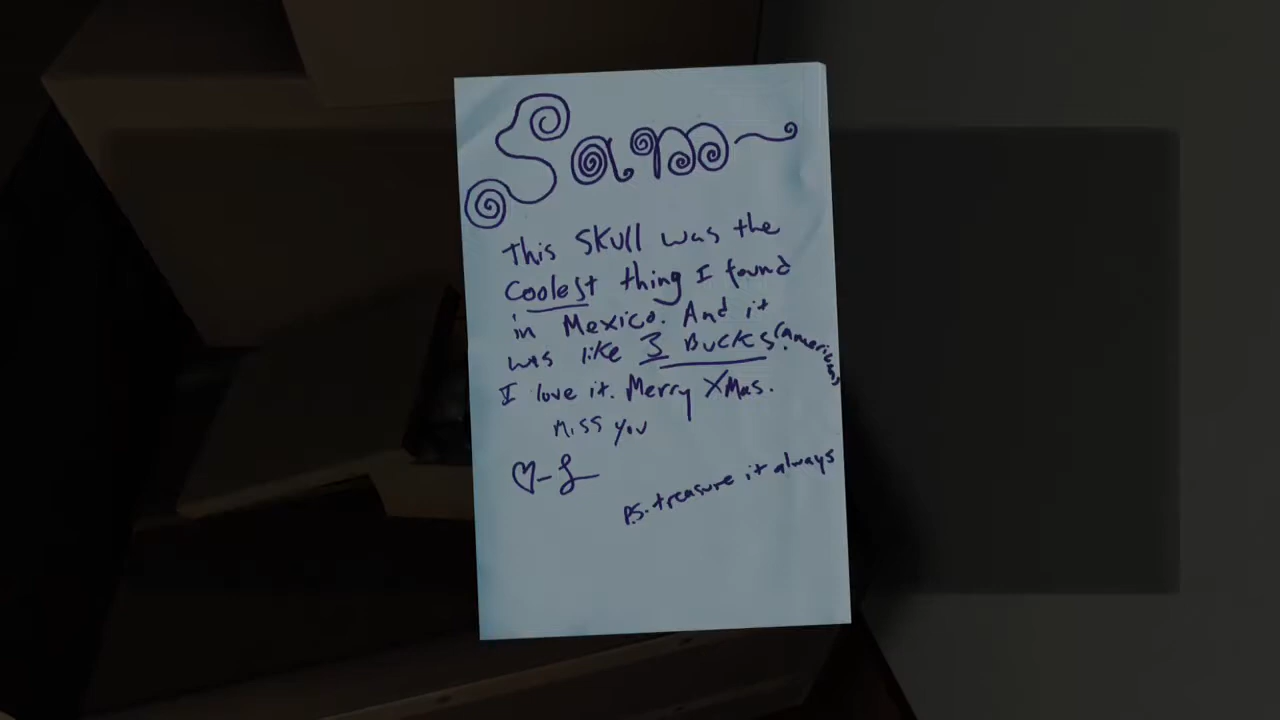 Sam
This Skull was the
Coolest thing I found
in Mexico. And it
was like 3 Bucks. (american)
I love it. Merry XMas.
Miss you
♡-L
P.S. treasure it always